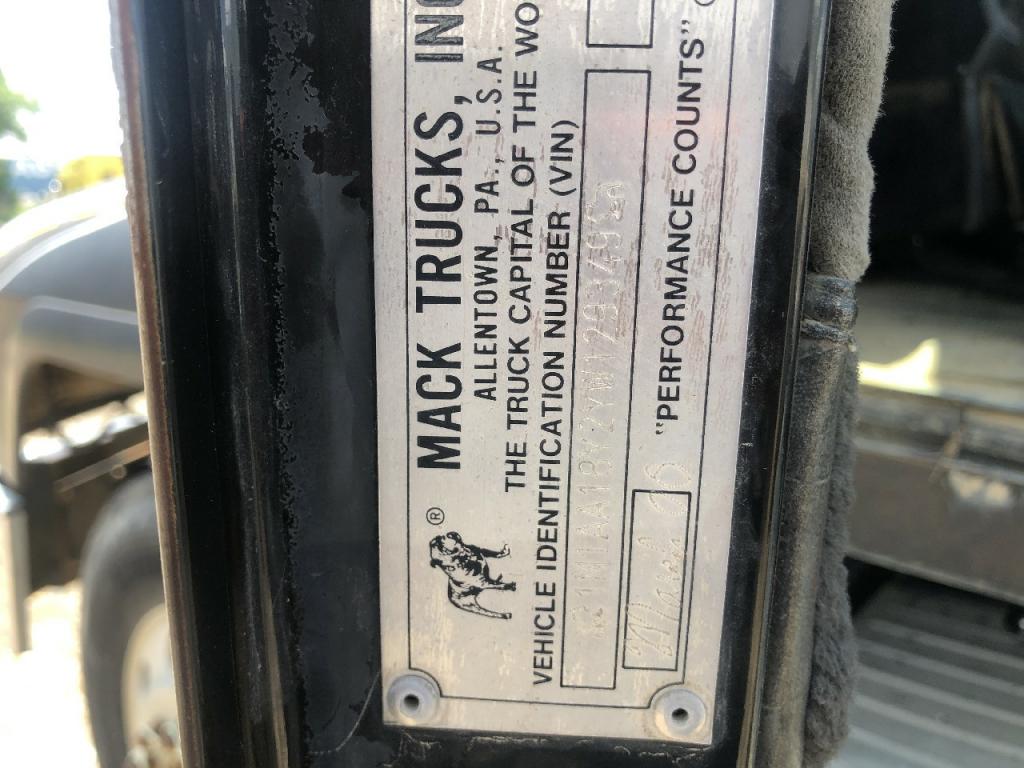 MACK TRUCKS, INC
ALLENTOWN, PA., U.S.A.
THE TRUCK CAPITAL OF THE WO
VEHICLE IDENTIFICATION NUMBER (VIN)
"PERFORMANCE COUNTS"
®